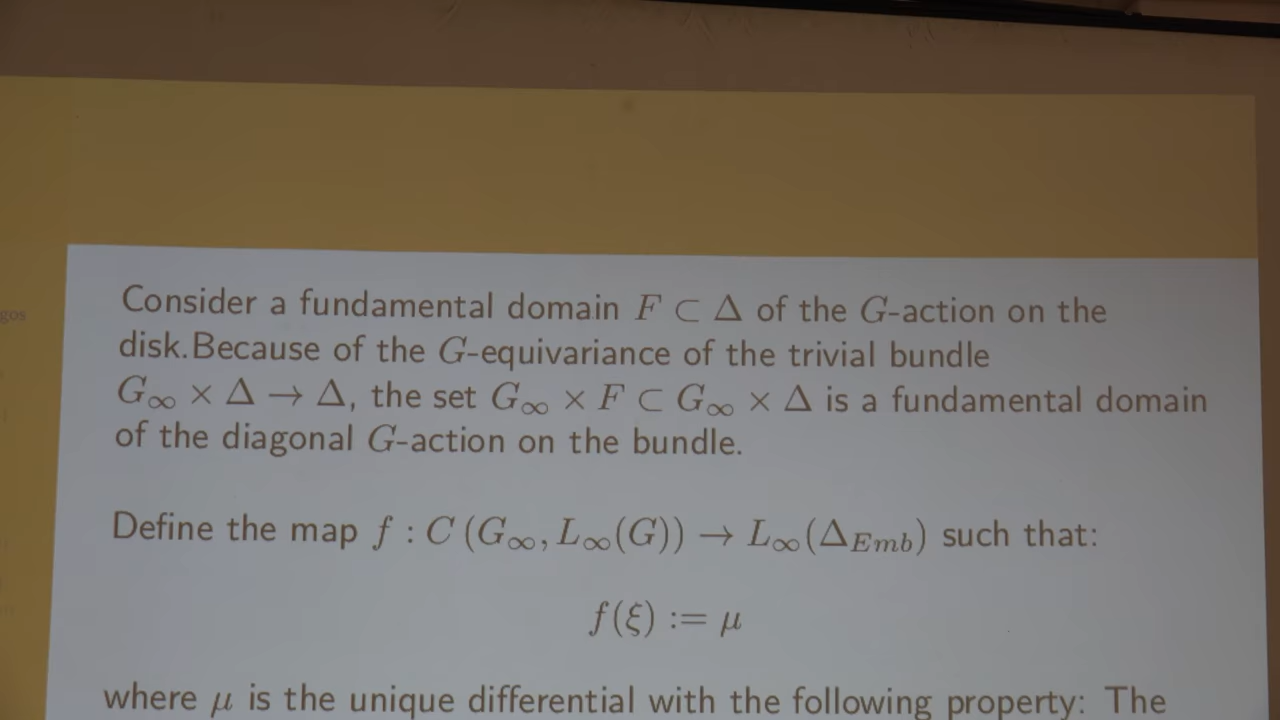 gos
Consider a fundamental domain F ⊂ Δ of the G-action on the
disk.Because of the G-equivariance of the trivial bundle
G∞ × Δ → Δ, the set G∞ × F ⊂ G∞ × Δ is a fundamental domain
of the diagonal G-action on the bundle.
Define the map f : C (G∞, L∞(G)) → L∞(Δ_Emb) such that:
f(ξ) := μ
where μ is the unique differential with the following property: The